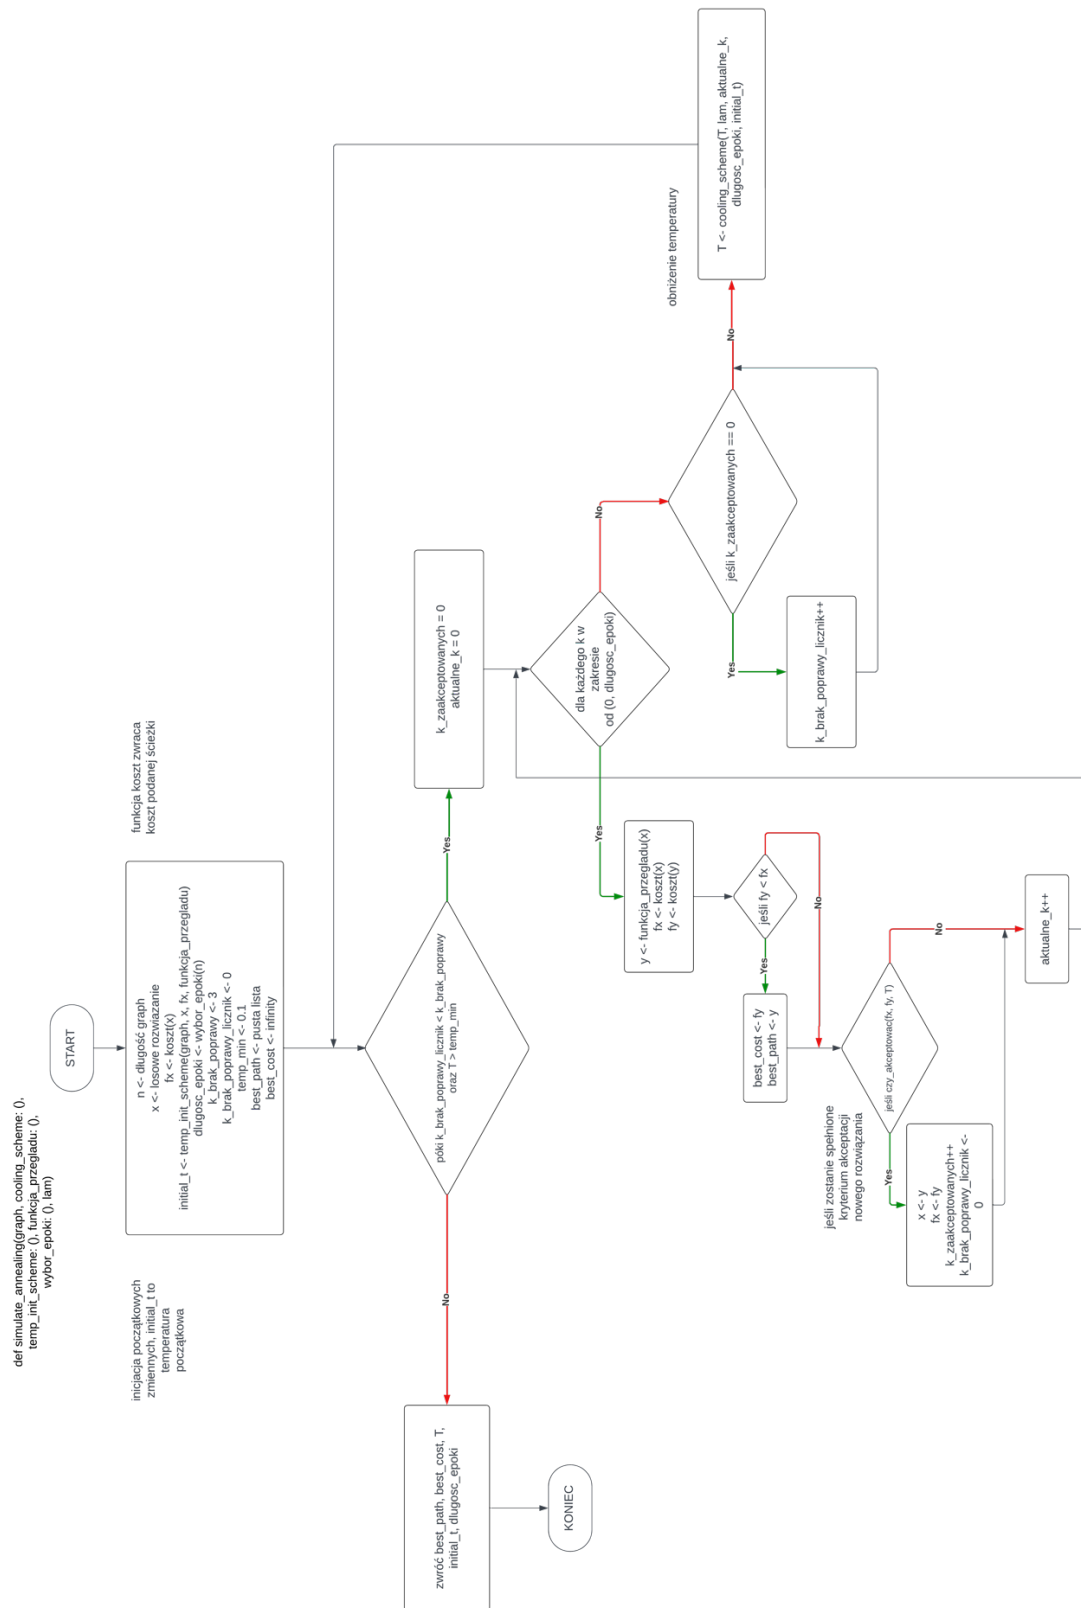 def simulate_annealing(graph, cooling_scheme: (),
temp_init_scheme: (), funkcja_przegladu: (),
wybor_epoki: (), lam)
START
inicjacja początkowych
zmiennych, initial_t to
temperatura
początkowa
n <- długość graph
x <- losowe rozwiazanie
fx <- koszt(x)
initial_t <- temp_init_scheme(graph, x, fx, funkcja_przegladu)
dlugosc_epoki <- wybor_epoki(n)
k_brak_poprawy <- 3
k_brak_poprawy_licznik <- 0
temp_min <- 0.1
best_path <- pusta lista
best_cost <- infinity
funkcja koszt zwraca
koszt podanej ścieżki
póki k_brak_poprawy_licznik < k_brak_poprawy
oraz T > temp_min
No
Yes
zwróć best_path, best_cost, T,
initial_t, dlugosc_epoki
KONIEC
k_zaakceptowanych = 0
aktualne_k = 0
dla każdego k w
zakresie
od (0, dlugosc_epoki)
Yes
No
y <- funkcja_przegladu(x)
fx <- koszt(x)
fy <- koszt(y)
jeśli fy < fx
Yes
No
best_cost <- fy
best_path <- y
jeśli zostanie spełnione
kryterium akceptacji
nowego rozwiązania
jeśli czy_akceptowac(fx, fy, T)
Yes
No
x <- y
fx <- fy
k_zaakceptowanych++
k_brak_poprawy_licznik <-
0
aktualne_k++
jeśli k_zaakceptowanych == 0
Yes
No
k_brak_poprawy_licznik++
obniżenie temperatury
T <- cooling_scheme(T, lam, aktualne_k,
dlugosc_epoki, initial_t)